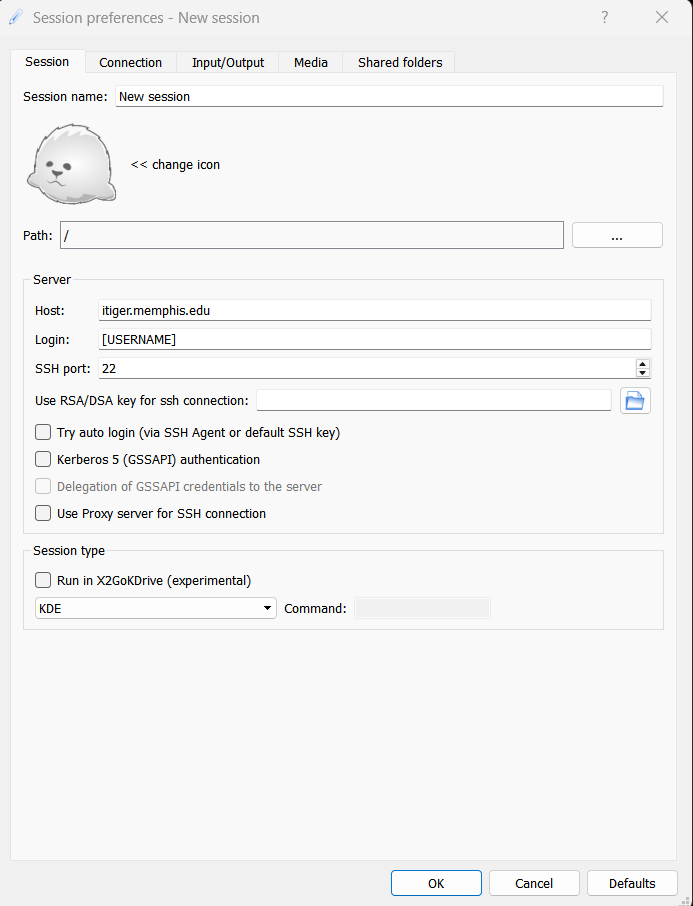 Session preferences - New session
?
Session Connection Input/Output Media Shared folders
Session name: New session
<< change icon
Path: / ...
Server
Host: itiger.memphis.edu
Login: [USERNAME]
SSH port: 22
Use RSA/DSA key for ssh connection:
Try auto login (via SSH Agent or default SSH key)
Kerberos 5 (GSSAPI) authentication
Delegation of GSSAPI credentials to the server
Use Proxy server for SSH connection
Session type
Run in X2GoKDrive (experimental)
KDE Command:
OK Cancel Defaults